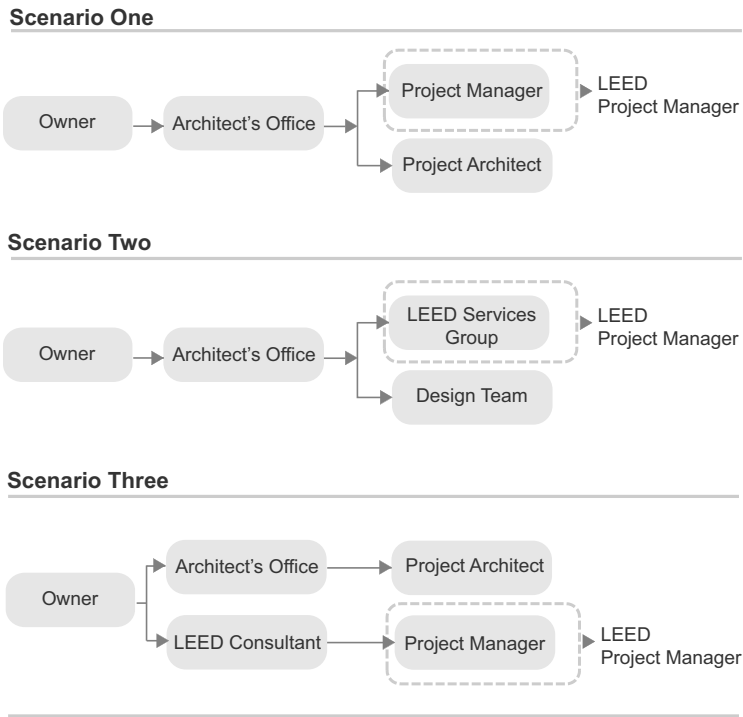 Scenario One
Owner
Architect’s Office
Project Manager
Project Architect
LEED
Project Manager
Scenario Two
Owner
Architect’s Office
LEED Services
Group
Design Team
LEED
Project Manager
Scenario Three
Owner
Architect’s Office
Project Architect
LEED Consultant
Project Manager
LEED
Project Manager